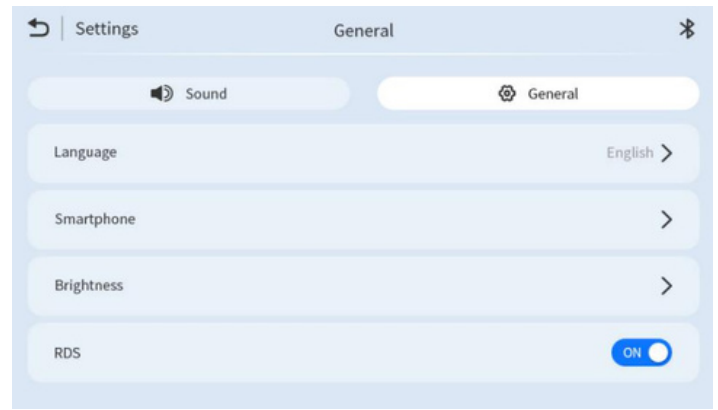 Settings General
Sound General
Language English
Smartphone
Brightness
RDS ON